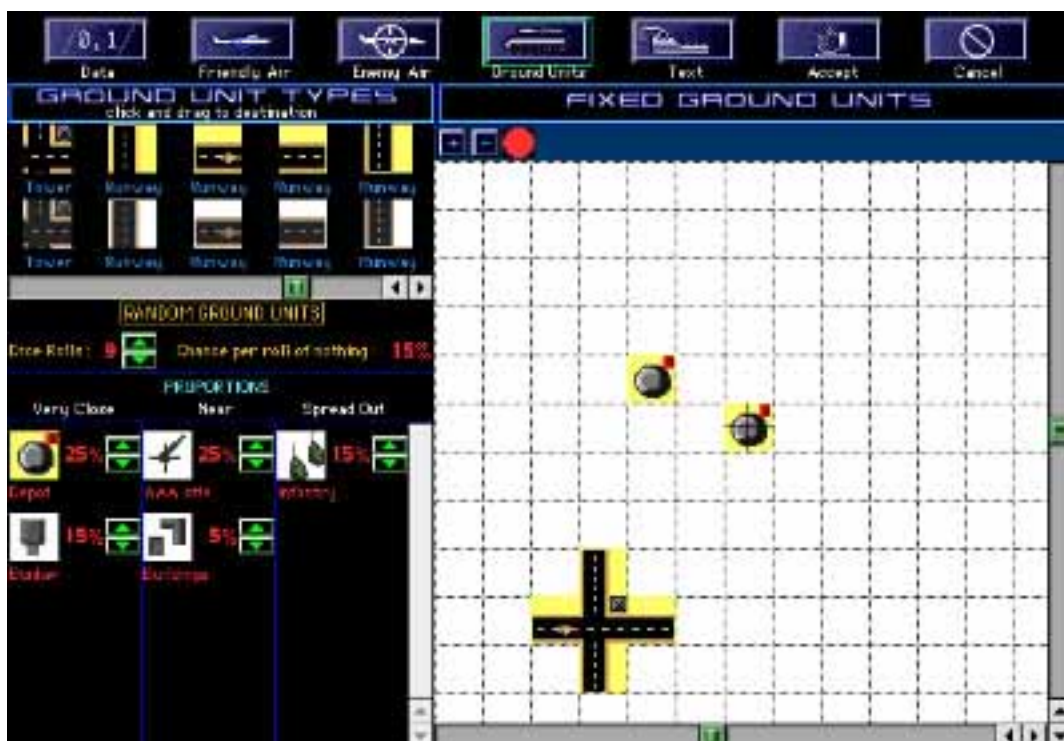 /0.1/
Data Friendly Air Enemy Air Ground Units Text Accept Cancel
GROUND UNIT TYPES
click and drag to destination
FIXED GROUND UNITS
Tower Runway Runway Runway Runway
Tower Runway Runway Runway Runway
RANDOM GROUND UNITS
Dice Rolls: 9 Chance per roll of nothing 15%
PROPORTIONS
Very Close Near Spread Out
25% 25% 15%
Depot Infantry
15% 5%
Bunker Buildings